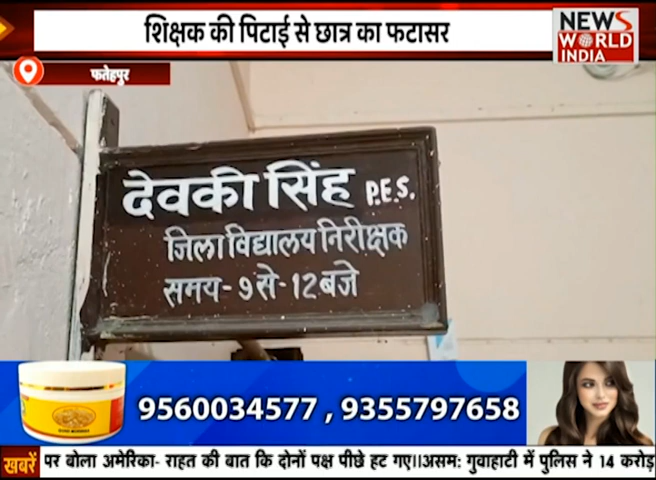 शिक्षक की पिटाई से छात्र का फटासर
NEWS
WORLD
INDIA
फतेहपुर
देवकी सिंह P.E.S.
जिला विद्यालय निरीक्षक
समय - 9 से - 12 बजे
9560034577 , 9355797658
खबरें पर बोला अमेरिका- राहत की बात कि दोनों पक्ष पीछे हट गए।।असम: गुवाहाटी में पुलिस ने 14 करोड़